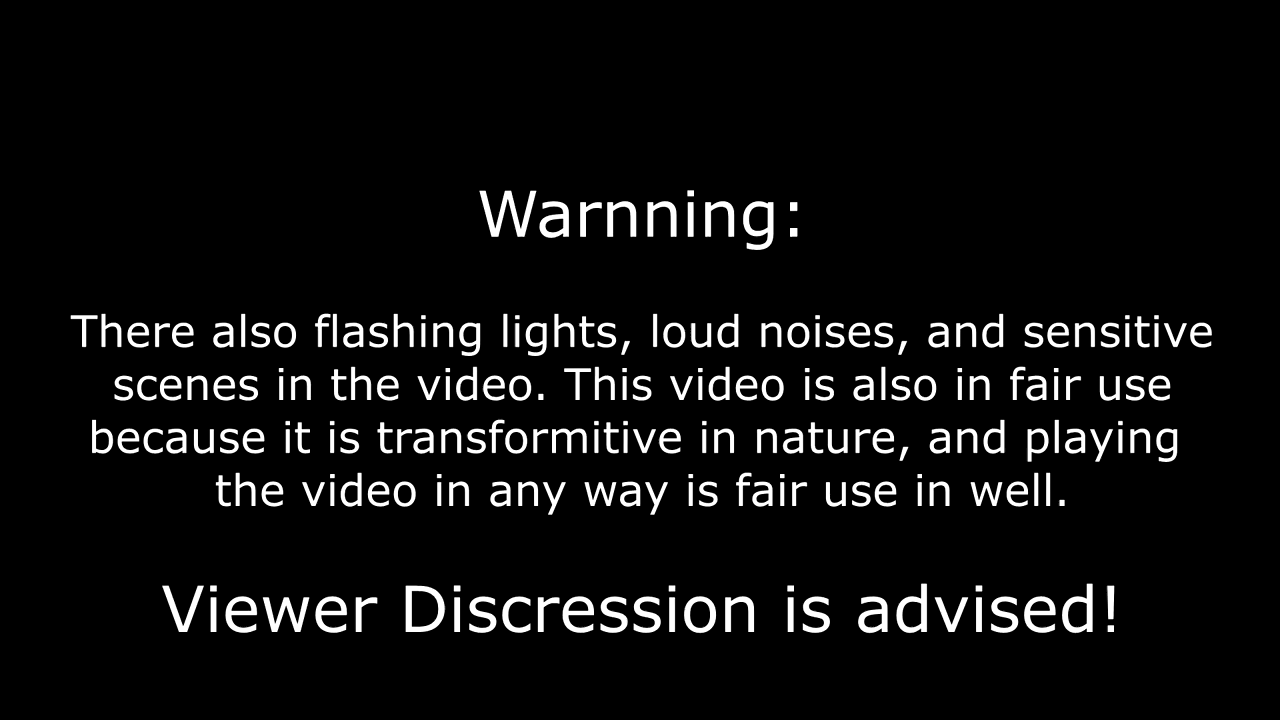 Warnning:
There also flashing lights, loud noises, and sensitive
scenes in the video. This video is also in fair use
because it is transformitive in nature, and playing
the video in any way is fair use in well.
Viewer Discression is advised!